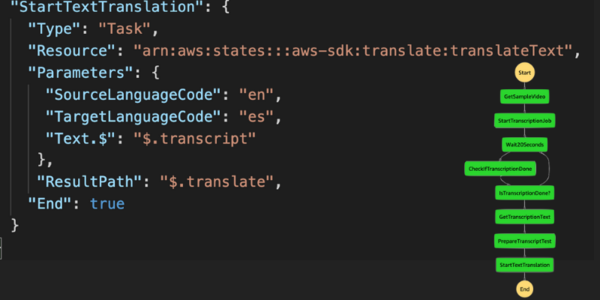 "StartTextTranslation": {
"Type": "Task",
"Resource": "arn:aws:states:::aws-sdk:translate:translateText",
"Parameters": {
"SourceLanguageCode": "en",
"TargetLanguageCode": "es",
"Text.$": "$.transcript"
},
"ResultPath": "$.translate",
"End": true
}
}
Start
GetSampleVideo
StartTranscriptionJob
Wait20Seconds
CheckIfTranscriptionDone
IsTranscriptionDone?
GetTranscriptionText
PrepareTranscriptTest
StartTextTranslation
End